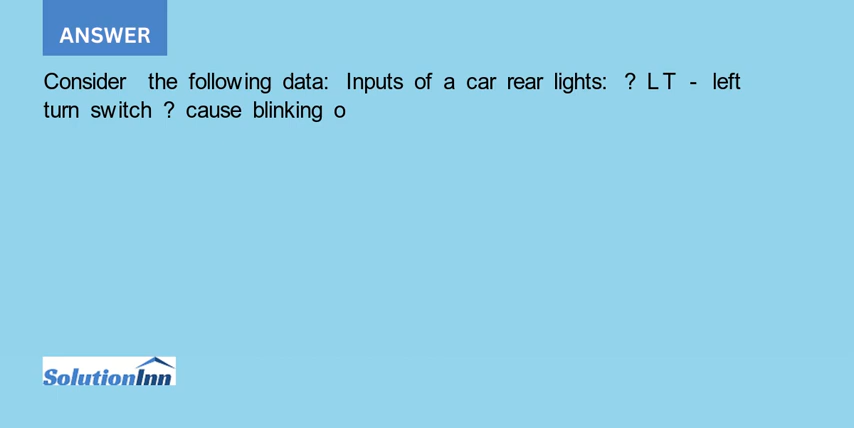 ANSWER
Consider the following data: Inputs of a car rear lights: ? LT - left
turn switch ? cause blinking o
SolutionInn